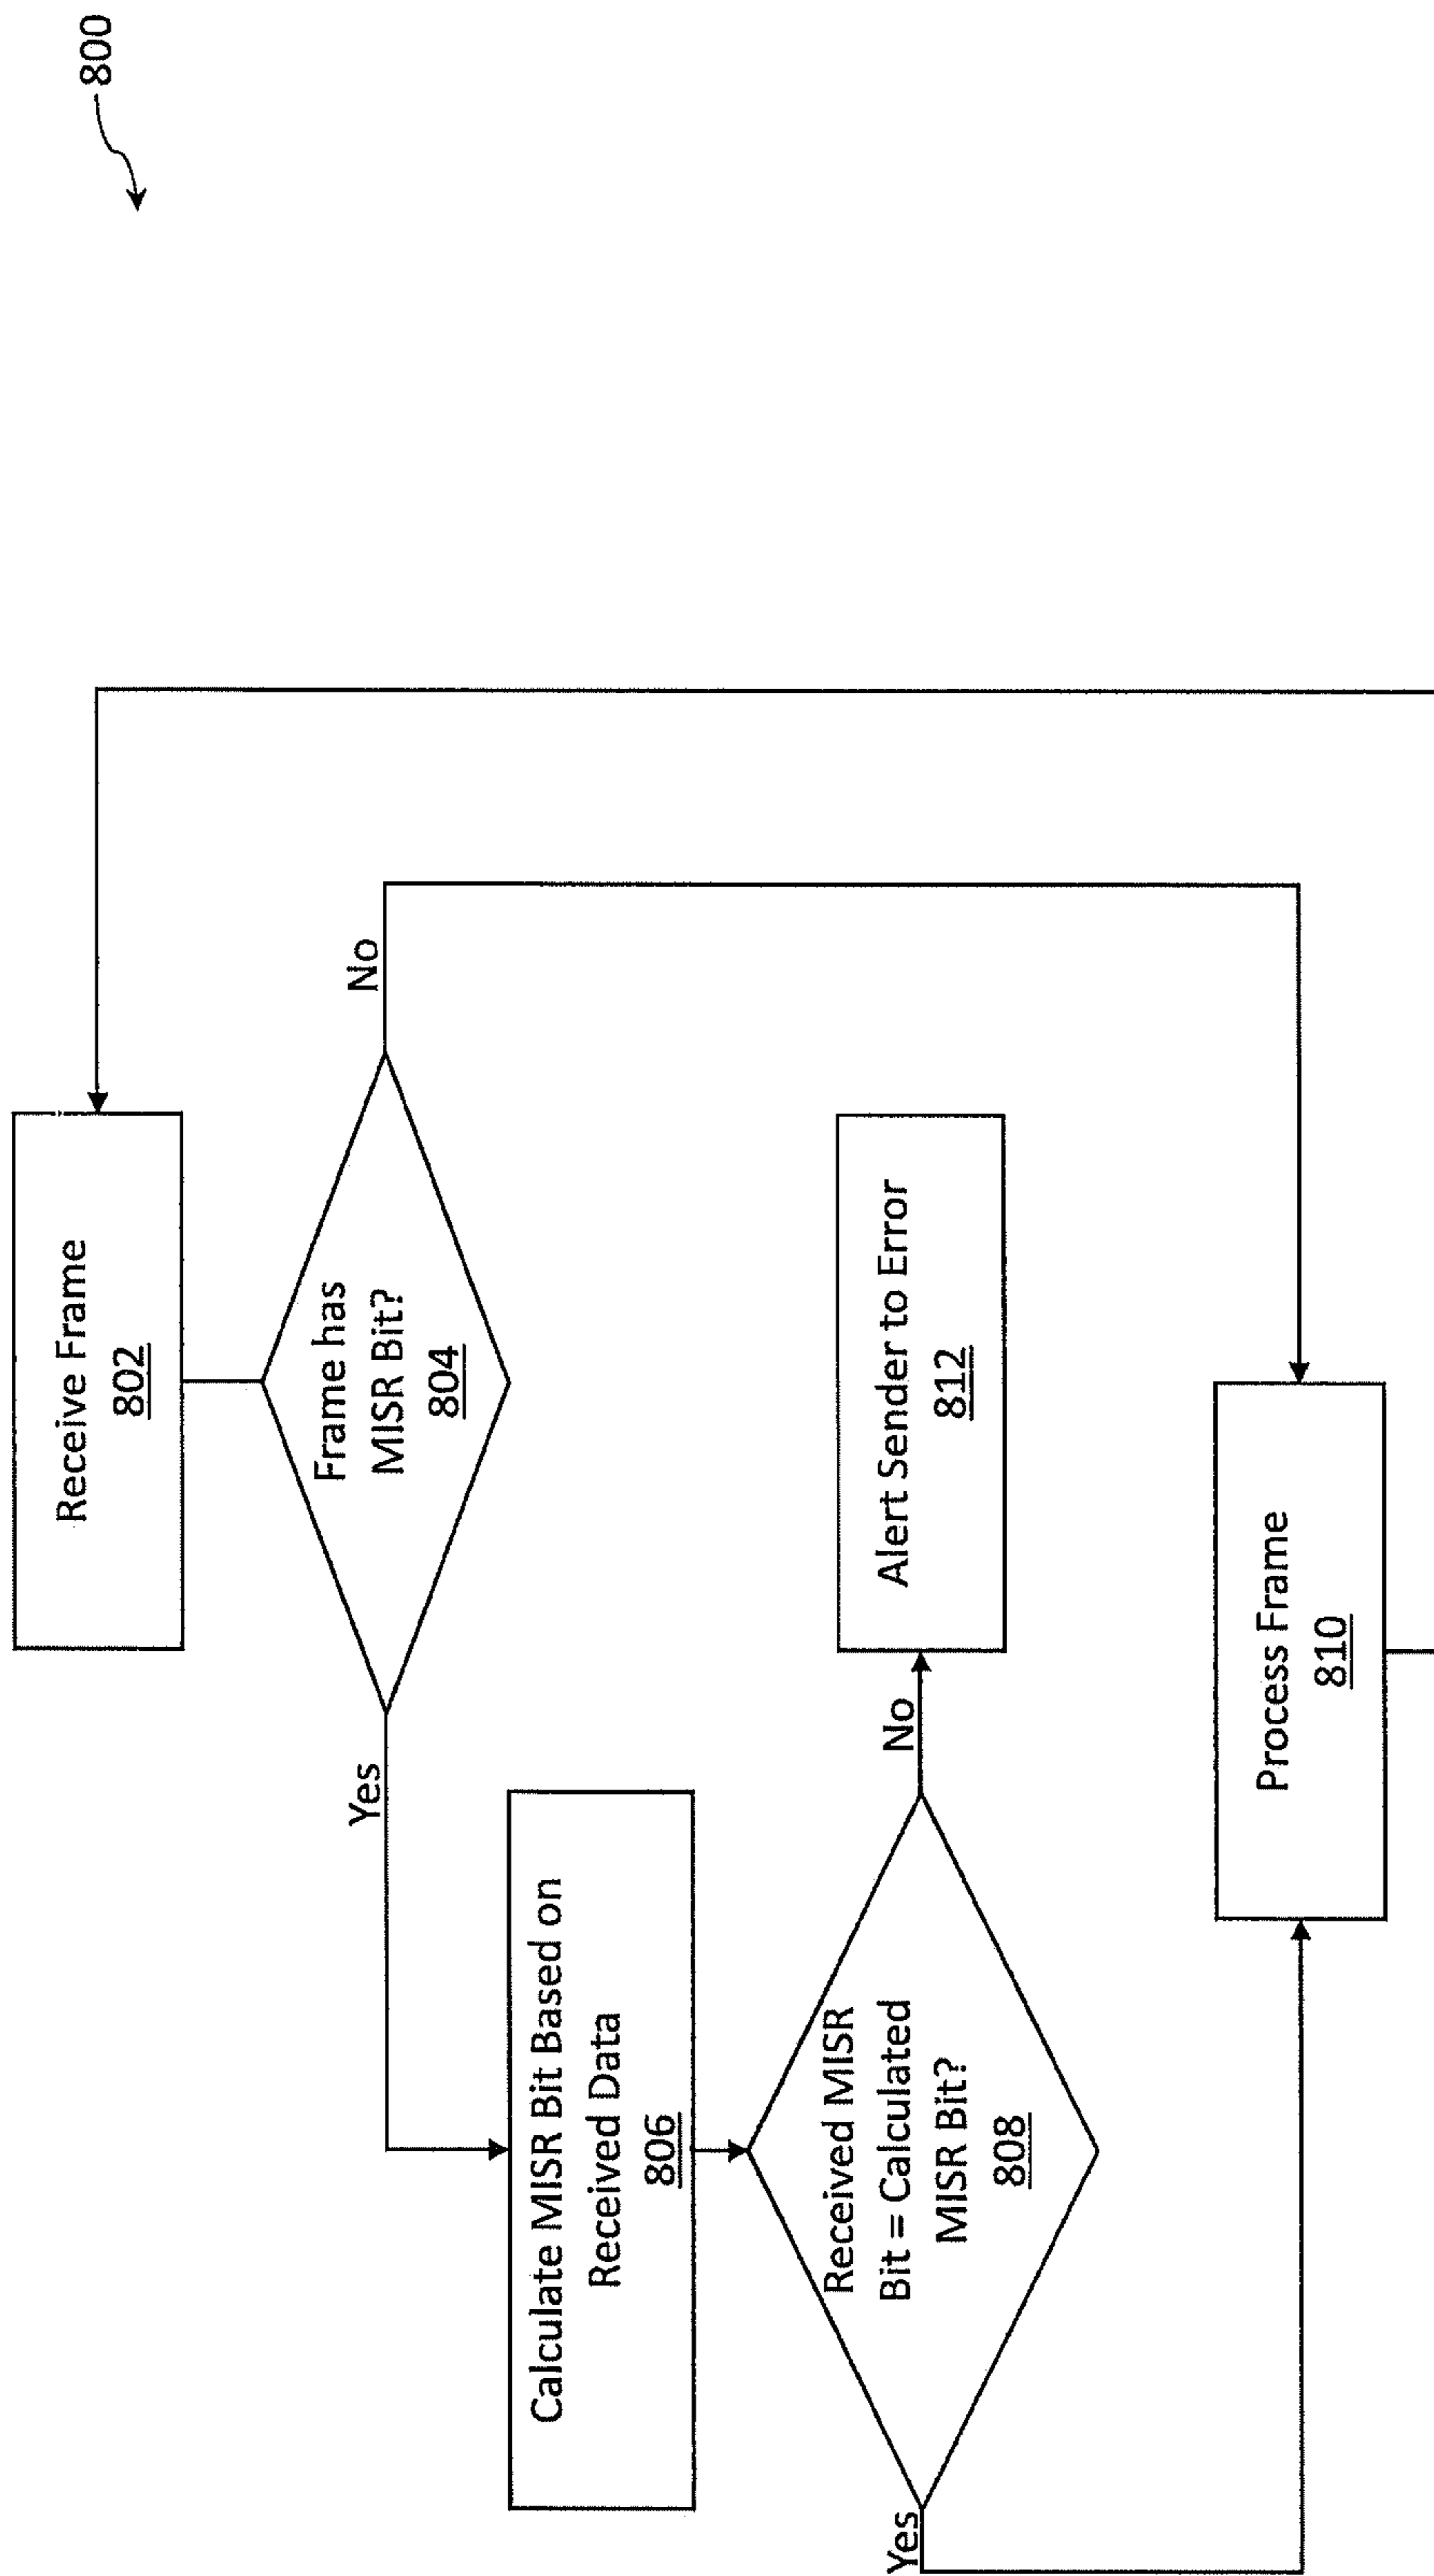 800
Receive Frame
802
Frame has
MISR Bit?
804
No
Yes
Calculate MISR Bit Based on
Received Data
806
Received MISR
Bit = Calculated
MISR Bit?
808
No
Alert Sender to Error
812
Yes
Process Frame
810